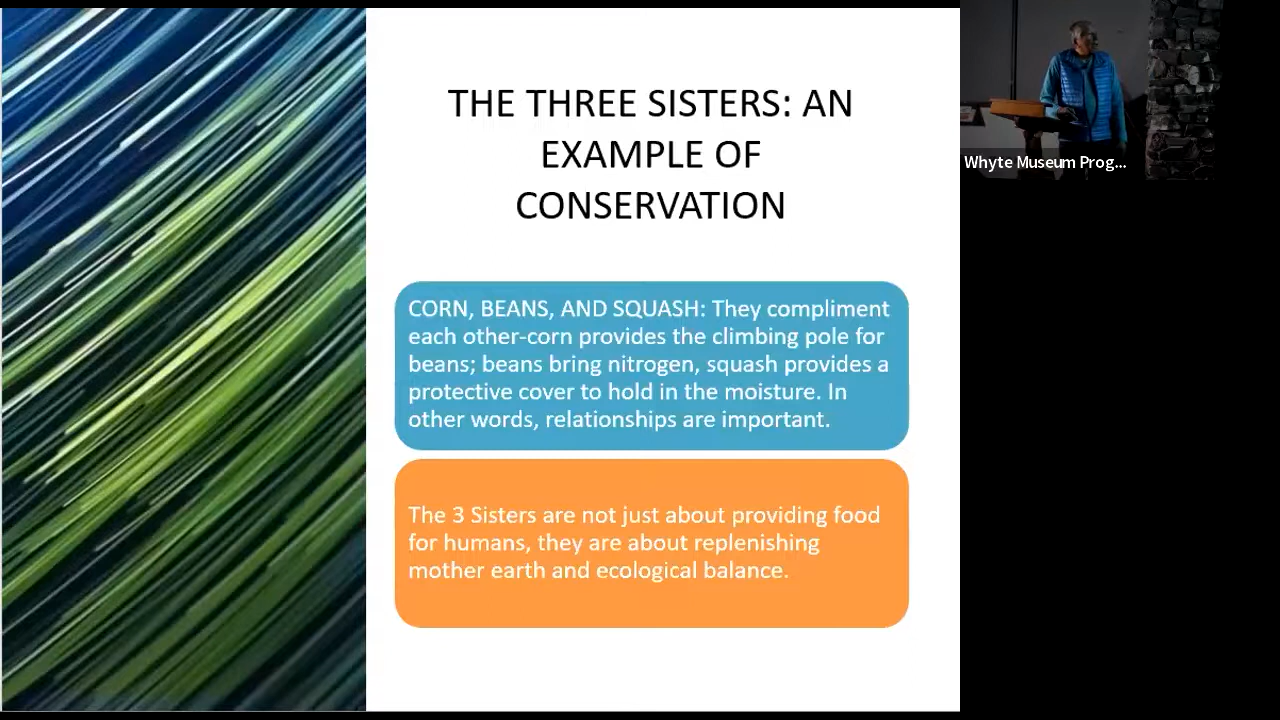 THE THREE SISTERS: AN
EXAMPLE OF
CONSERVATION
CORN, BEANS, AND SQUASH: They compliment
each other-corn provides the climbing pole for
beans; beans bring nitrogen, squash provides a
protective cover to hold in the moisture. In
other words, relationships are important.
The 3 Sisters are not just about providing food
for humans, they are about replenishing
mother earth and ecological balance.
Whyte Museum Prog...